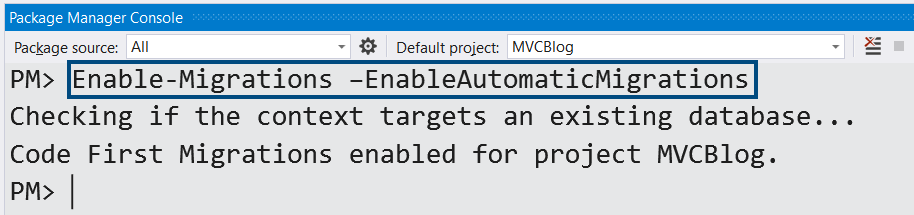 Package Manager Console
Package source: All Default project: MVCBlog
PM> Enable-Migrations –EnableAutomaticMigrations
Checking if the context targets an existing database...
Code First Migrations enabled for project MVCBlog.
PM>